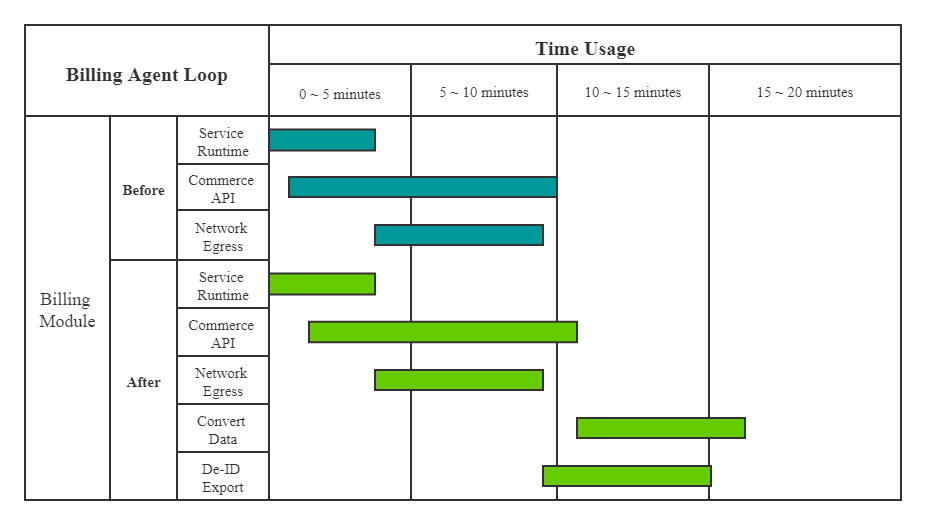 Billing Agent Loop
Time Usage
0 ~ 5 minutes
5 ~ 10 minutes
10 ~ 15 minutes
15 ~ 20 minutes
Billing
Module
Before
Service
Runtime
Commerce
API
Network
Egress
After
Service
Runtime
Commerce
API
Network
Egress
Convert
Data
De-ID
Export